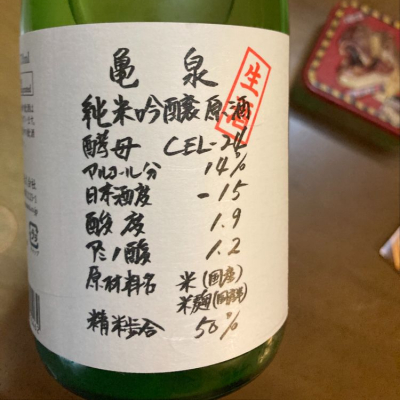 亀 泉
生酒
純米吟醸原酒
酵母 CEL-24
アルコール分 14%
日本酒度 -15
酸度 1.9
アミノ酸 1.2
原材料名 米(国産)
米麹(国産米)
精米歩合 50%